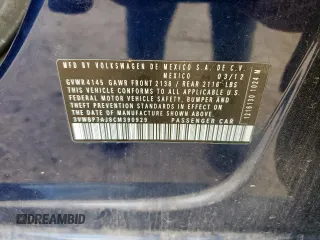 MFD BY VOLKSWAGEN DE MEXICO S.A. DE C.V.
MEXICO 03/12
GVWR 4145 GAWR FRONT 2138 / REAR 2116 LBS
THIS VEHICLE CONFORMS TO ALL APPLICABLE U.S.
FEDERAL MOTOR VEHICLE SAFETY, BUMPER AND
THEFT PREVENTION STANDARDS IN EFFECT
ON THE DATE OF MANUFACTURE SHOWN ABOVE
PASSENGER CAR
DREAMBID